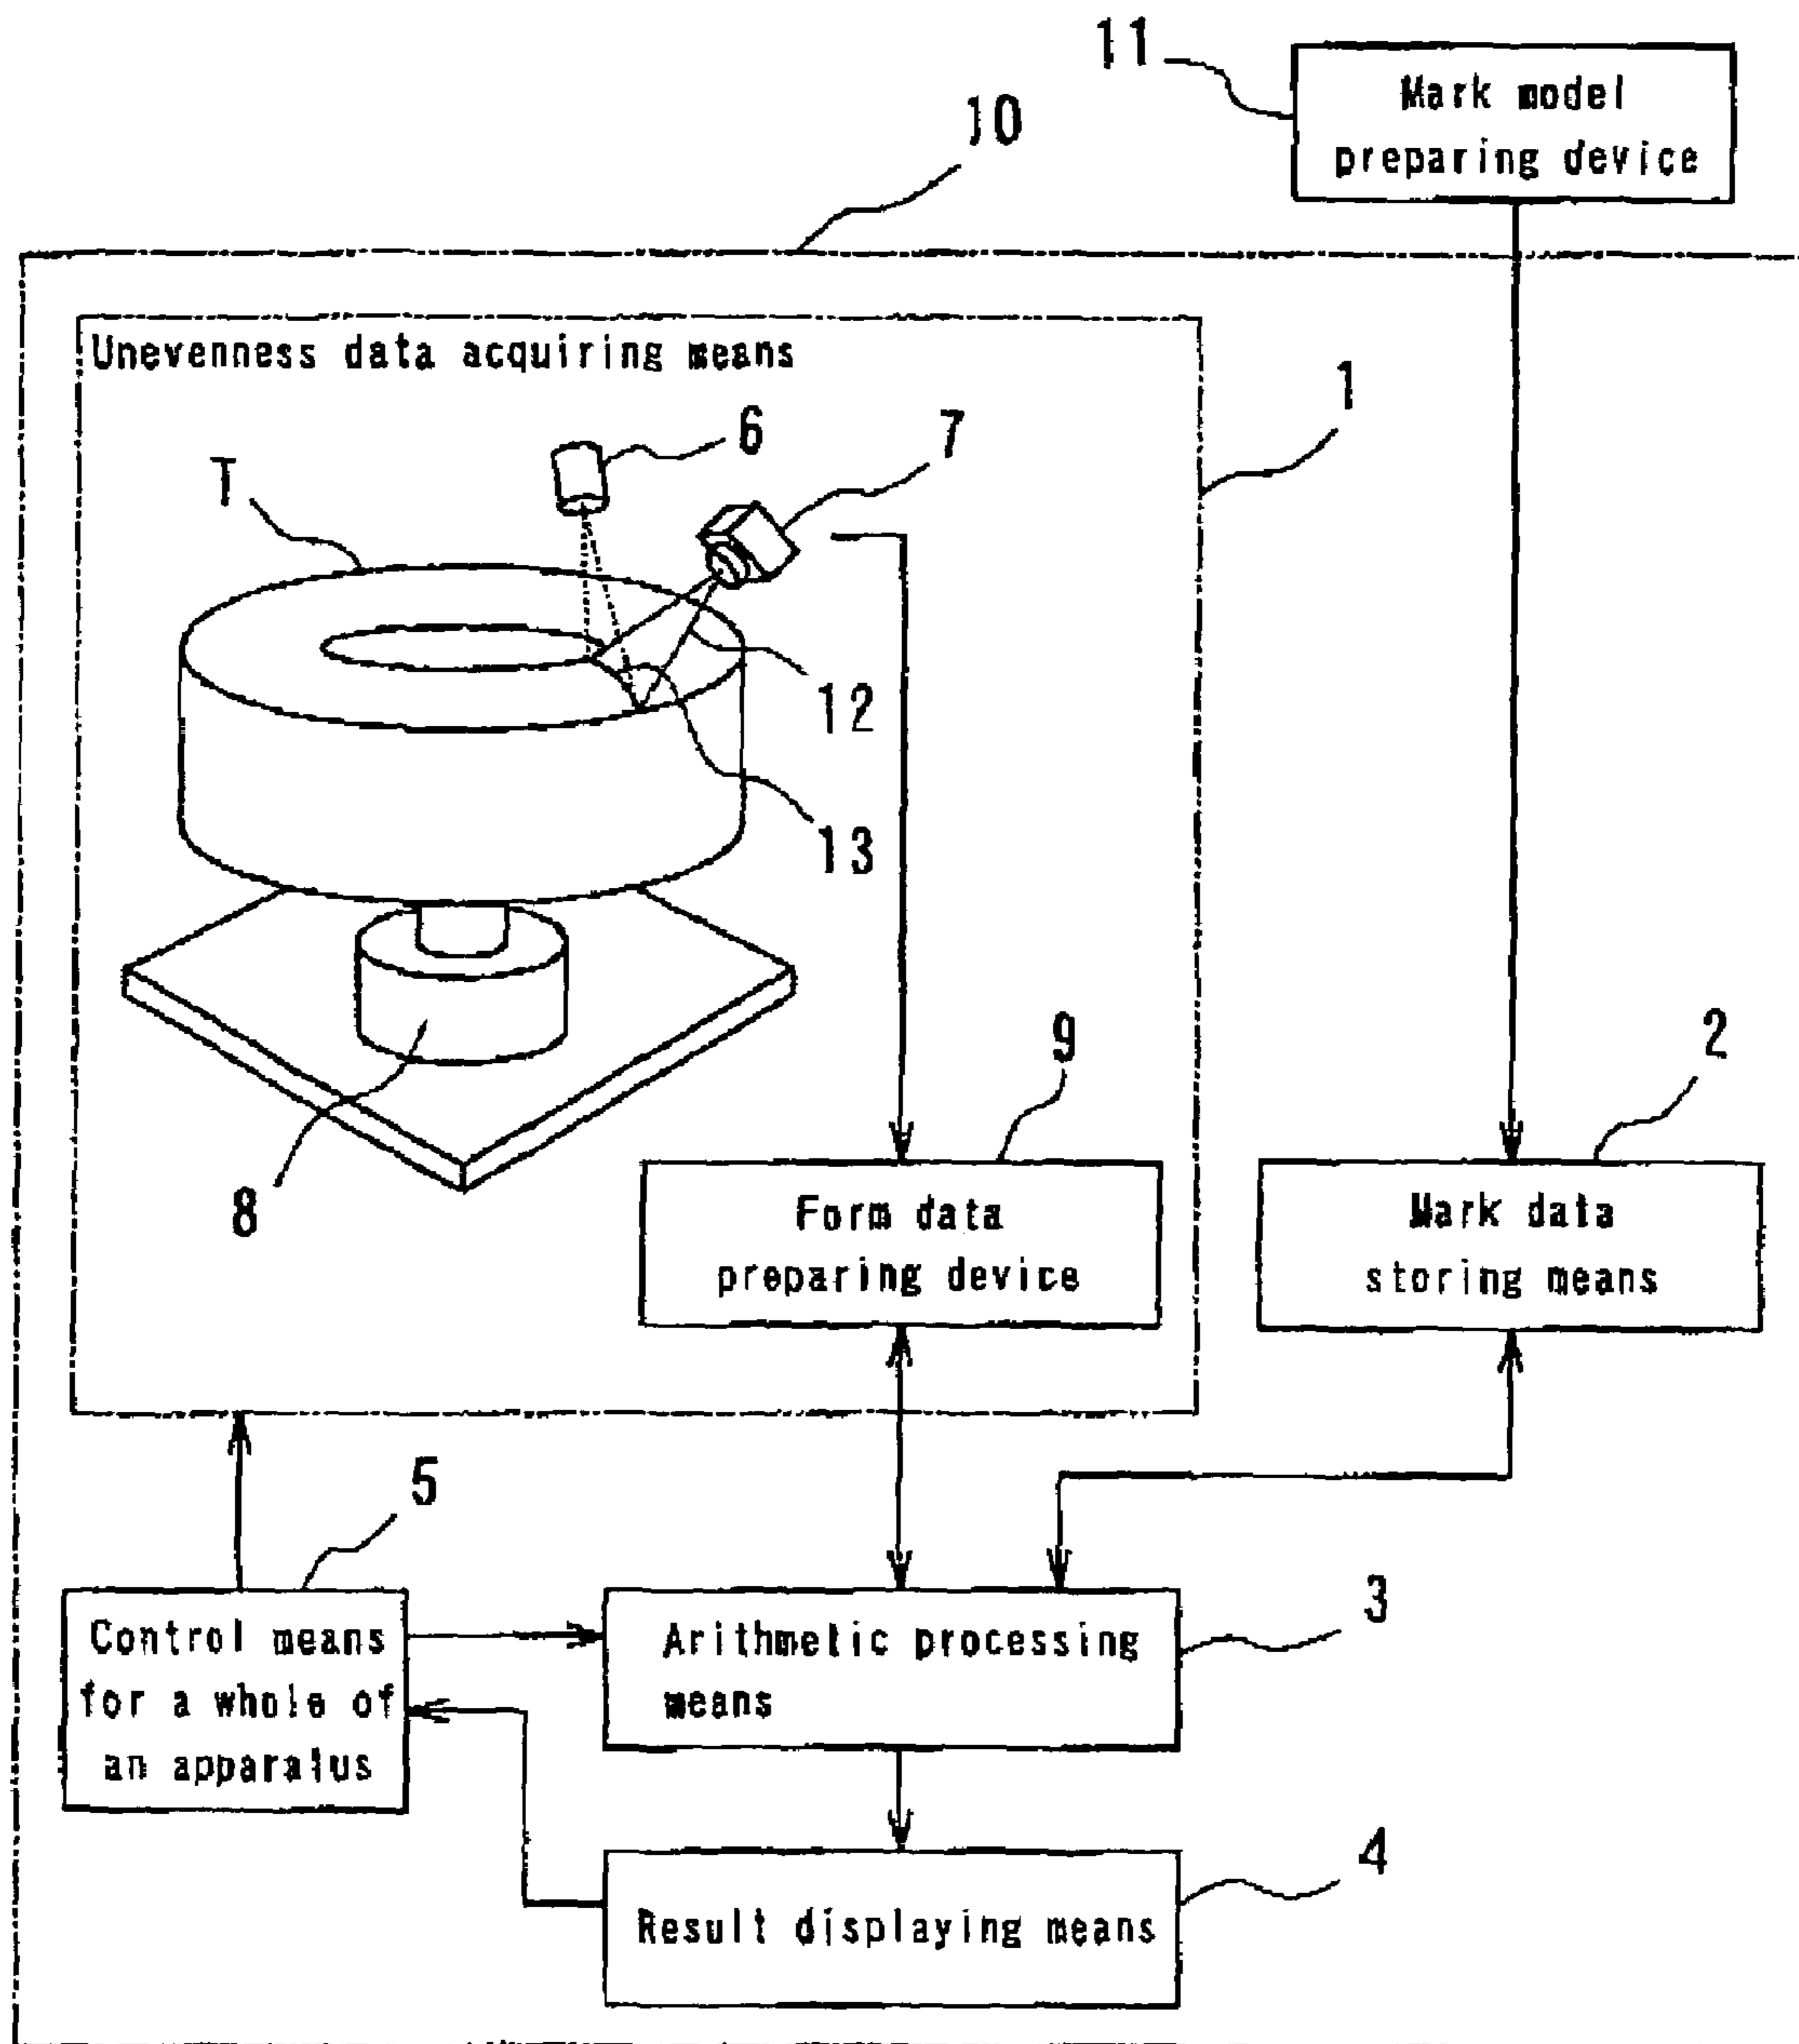 11
Mark model
preparing device
10
Unevenness data acquiring means
1
6
7
T
12
13
9
2
8
Form data
preparing device
Mark data
storing means
5
3
Control means
for a whole of
an apparatus
Arithmetic processing
means
4
Result displaying means